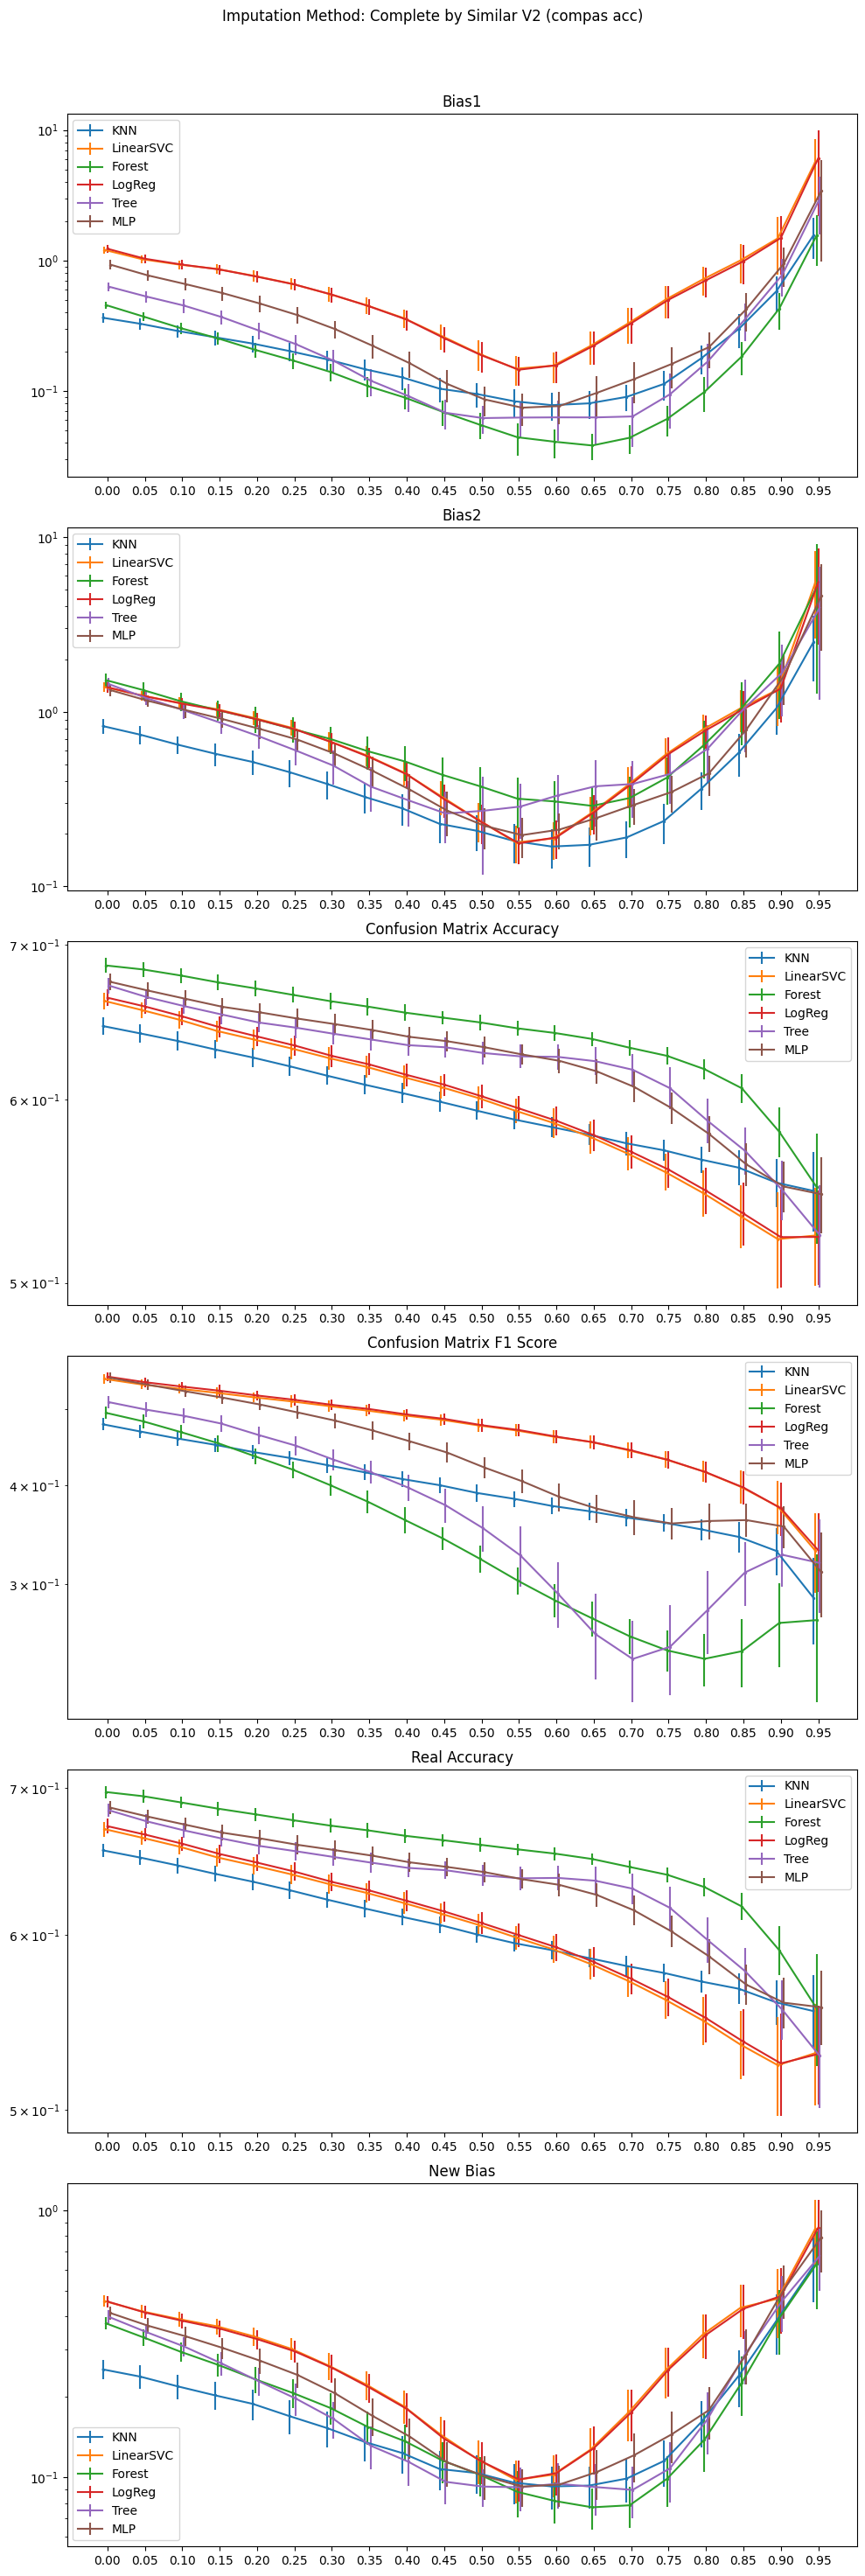 Imputation Method: Complete by Similar V2 (compas acc)
Bias1
10¹
10⁰
10⁻¹
KNN
LinearSVC
Forest
LogReg
Tree
MLP
0.00 0.05 0.10 0.15 0.20 0.25 0.30 0.35 0.40 0.45 0.50 0.55 0.60 0.65 0.70 0.75 0.80 0.85 0.90 0.95
Bias2
10¹
10⁰
10⁻¹
KNN
LinearSVC
Forest
LogReg
Tree
MLP
0.00 0.05 0.10 0.15 0.20 0.25 0.30 0.35 0.40 0.45 0.50 0.55 0.60 0.65 0.70 0.75 0.80 0.85 0.90 0.95
Confusion Matrix Accuracy
7 × 10⁻¹
6 × 10⁻¹
5 × 10⁻¹
KNN
LinearSVC
Forest
LogReg
Tree
MLP
0.00 0.05 0.10 0.15 0.20 0.25 0.30 0.35 0.40 0.45 0.50 0.55 0.60 0.65 0.70 0.75 0.80 0.85 0.90 0.95
Confusion Matrix F1 Score
4 × 10⁻¹
3 × 10⁻¹
KNN
LinearSVC
Forest
LogReg
Tree
MLP
0.00 0.05 0.10 0.15 0.20 0.25 0.30 0.35 0.40 0.45 0.50 0.55 0.60 0.65 0.70 0.75 0.80 0.85 0.90 0.95
Real Accuracy
7 × 10⁻¹
6 × 10⁻¹
5 × 10⁻¹
KNN
LinearSVC
Forest
LogReg
Tree
MLP
0.00 0.05 0.10 0.15 0.20 0.25 0.30 0.35 0.40 0.45 0.50 0.55 0.60 0.65 0.70 0.75 0.80 0.85 0.90 0.95
New Bias
10⁰
10⁻¹
KNN
LinearSVC
Forest
LogReg
Tree
MLP
0.00 0.05 0.10 0.15 0.20 0.25 0.30 0.35 0.40 0.45 0.50 0.55 0.60 0.65 0.70 0.75 0.80 0.85 0.90 0.95